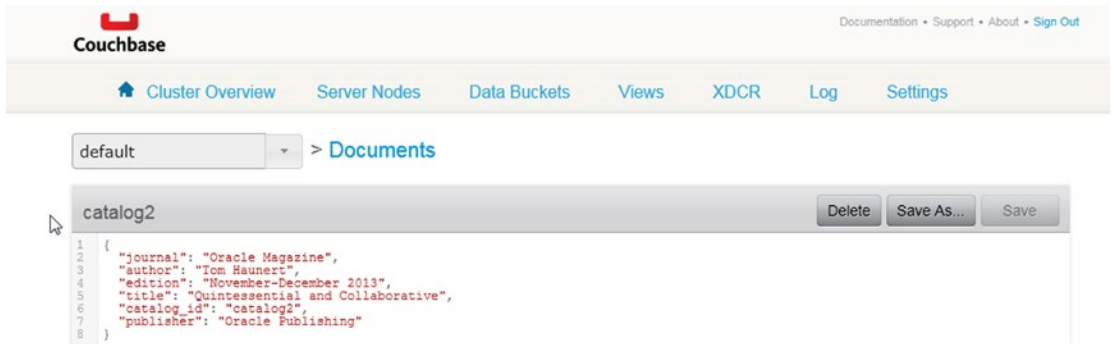 Couchbase
Documentation • Support • About • Sign Out
Cluster Overview Server Nodes Data Buckets Views XDCR Log Settings
default > Documents
catalog2 Delete Save As... Save
1 {
2 "journal": "Oracle Magazine",
3 "author": "Tom Haunert",
4 "edition": "November-December 2013",
5 "title": "Quintessential and Collaborative",
6 "catalog_id": "catalog2",
7 "publisher": "Oracle Publishing"
8 }